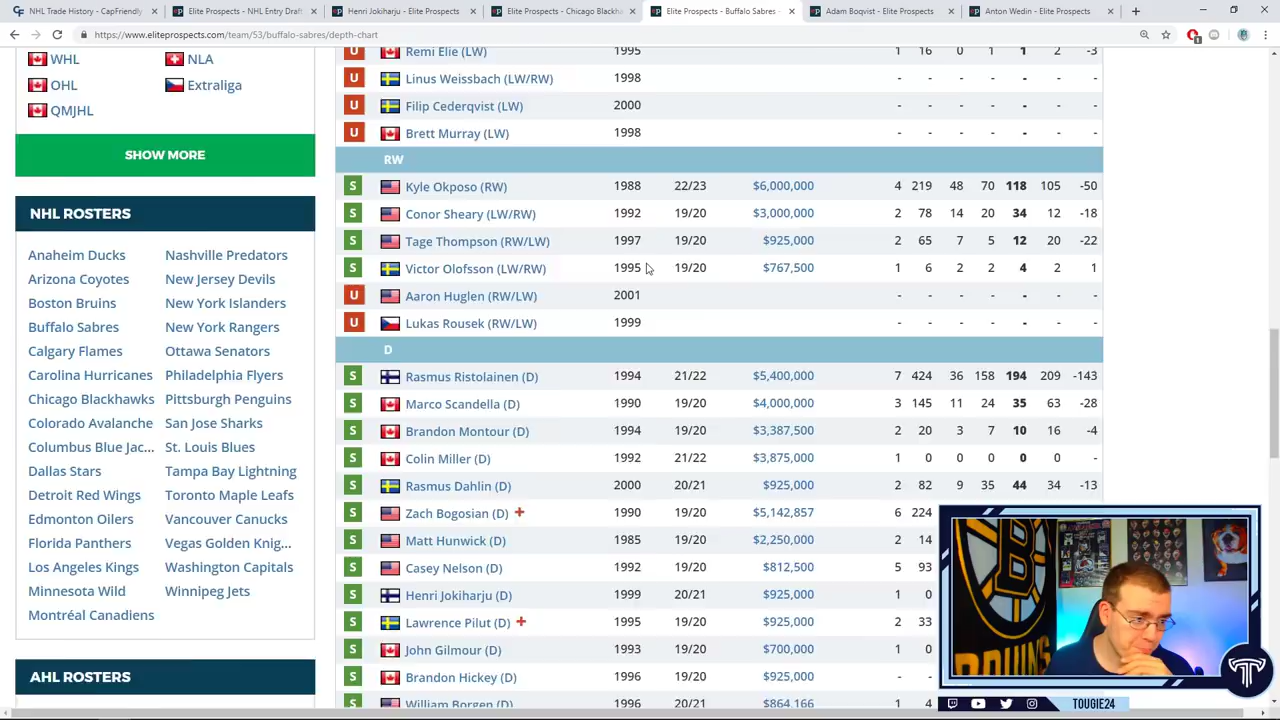 Trade History - CapFriendly
Elite Prospects - NHL Entry Draft
Henri Jokiharju - Elite Prospects
Elite Prospects - Chicago Blackh
Elite Prospects - Buffalo Sabres
Adam Boqvist - Elite Prospects
Anton Wedin - Elite Prospects
https://www.eliteprospects.com/team/53/buffalo-sabres/depth-chart
WHL NLA
OHL Extraliga
QMJHL
SHOW MORE
NHL ROSTERS
Anaheim Ducks Nashville Predators
Arizona Coyotes New Jersey Devils
Boston Bruins New York Islanders
Buffalo Sabres New York Rangers
Calgary Flames Ottawa Senators
Carolina Hurricanes Philadelphia Flyers
Chicago Blackhawks Pittsburgh Penguins
Colorado Avalanche San Jose Sharks
Columbus Blue Jac... St. Louis Blues
Dallas Stars Tampa Bay Lightning
Detroit Red Wings Toronto Maple Leafs
Edmonton Oilers Vancouver Canucks
Florida Panthers Vegas Golden Knig...
Los Angeles Kings Washington Capitals
Minnesota Wild Winnipeg Jets
Montréal Canadiens
AHL ROSTERS
U Remi Elie (LW) 1995 1 16 0 1 1 2 -3
U Linus Weissbach (LW/RW) 1998 - - - - - - -
U Filip Cederqvist (LW) 2000 - - - - - - -
U Brett Murray (LW) 1998 - - - - - - -
RW
S Kyle Okposo (RW) 1988 22/23 $6,000,000 4 219 48 70 118 105 -50
S Conor Sheary (LW/RW) 1992 19/20 $3,000,000 2 78 14 20 34 12 -18
S Tage Thompson (RW/LW) 1997 19/20 $925,000 1 65 7 5 12 20 -22
S Victor Olofsson (LW/RW) 1995 19/20 $767,500 1 6 2 2 4 2 1
U Aaron Huglen (RW/LW) 2001 - - - - - - -
U Lukas Rousek (RW/LW) 1999 - - - - - - -
D
S Rasmus Ristolainen (D) 1994 21/22 $5,400,000 7 424 36 158 194 209 -143
S Marco Scandella (D) 1990 19/20 $4,000,000 3 145 11 24 35 63 -28
S Brandon Montour (D) 1994 19/20 $3,387,500 2 20 3 7 10 16 -4
S Colin Miller (D) 1992 21/22 $3,875,000 1 0 0 0 0 0 -
S Rasmus Dahlin (D) 2000 20/21 $925,000 2 82 9 35 44 34 -13
S Zach Bogosian (D) 1990 19/20 $5,142,857 6 224
S Matt Hunwick (D) 1985 19/20 $2,250,000 2 14
S Casey Nelson (D) 1992 19/20 $812,500 5 93
S Henri Jokiharju (D) 1999 20/21 $925,000 1 0
S Lawrence Pilut (D) 1995 19/20 $925,000 2 33
S John Gilmour (D) 1993 19/20 $700,000 1 0
S Brandon Hickey (D) 1996 19/20 $925,000 - -
S William Borgen (D) 1996 20/21 $864,166 1 4
TOUGIE24